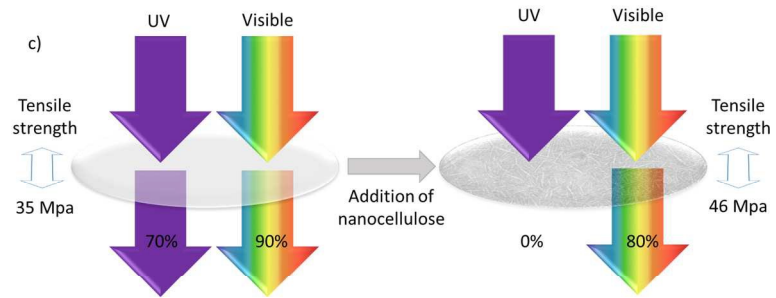 c)
UV
Visible
Tensile
strength
35 Mpa
70%
90%
Addition of
nanocellulose
UV
Visible
0%
80%
Tensile
strength
46 Mpa